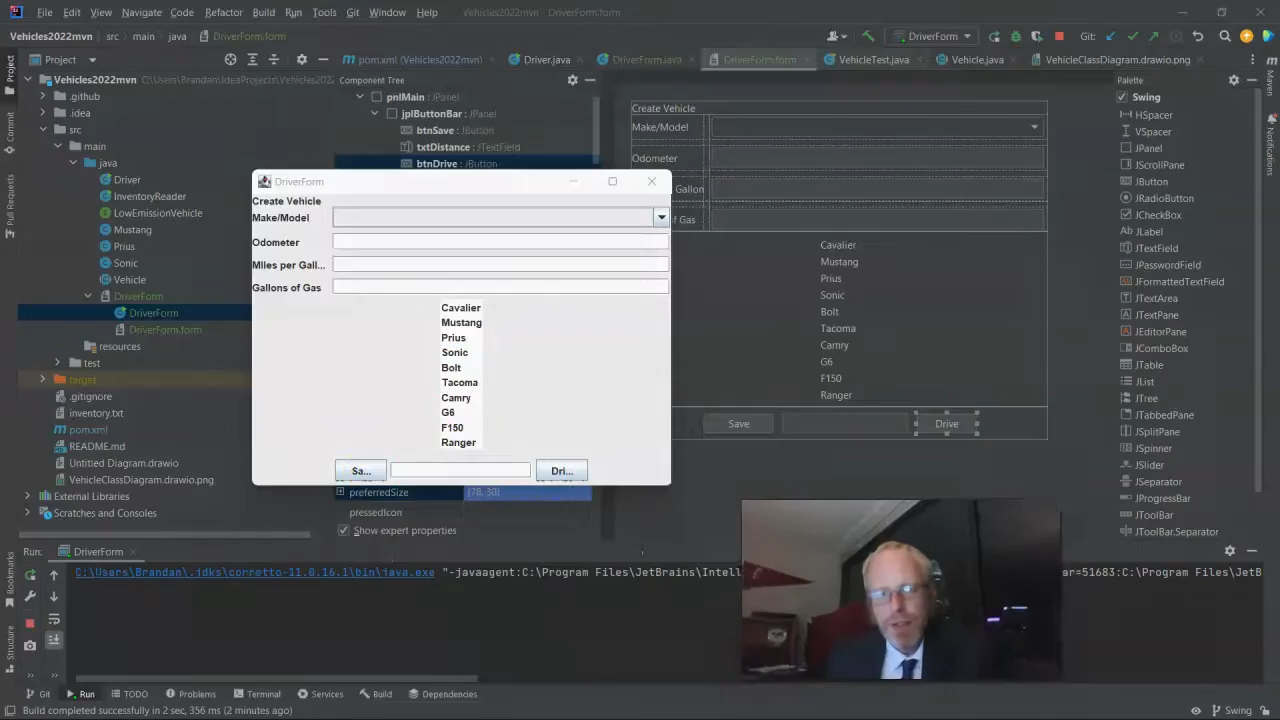 File Edit View Navigate Code Refactor Build Run Tools Git Window Help Vehicles2022mvn - DriverForm.form
Vehicles2022mvn src main java DriverForm.form DriverForm Git:
Project pom.xml (Vehicles2022mvn) Driver.java DriverForm.java DriverForm.form VehicleTest.java Vehicle.java VehicleClassDiagram.drawio.png
Vehicles2022mvn C:\Users\Brandan\IdeaProjects\Vehicles2022
.github
.idea
src
main
java
Driver
InventoryReader
LowEmissionVehicle
Mustang
Prius
Sonic
Vehicle
DriverForm
DriverForm
DriverForm.form
resources
test
target
.gitignore
inventory.txt
pom.xml
README.md
Untitled Diagram.drawio
VehicleClassDiagram.drawio.png
External Libraries
Scratches and Consoles
Component Tree
pnlMain : JPanel
jplButtonBar : JPanel
btnSave : JButton
txtDistance : JTextField
btnDrive : JButton
preferredSize [78, 30]
pressedIcon
Show expert properties
DriverForm
Create Vehicle
Make/Model
Odometer
Miles per Gall...
Gallons of Gas
Cavalier
Mustang
Prius
Sonic
Bolt
Tacoma
Camry
G6
F150
Ranger
Sa... Dri...
Create Vehicle
Make/Model
Odometer
Gallon
of Gas
Cavalier
Mustang
Prius
Sonic
Bolt
Tacoma
Camry
G6
F150
Ranger
Save Drive
Palette
Swing
HSpacer
VSpacer
JPanel
JScrollPane
JButton
JRadioButton
JCheckBox
JLabel
JTextField
JPasswordField
JFormattedTextField
JTextArea
JTextPane
JEditorPane
JComboBox
JTable
JList
JTree
JTabbedPane
JSplitPane
JSpinner
JSlider
JSeparator
JProgressBar
JToolBar
JToolBar.Separator
Project
Commit
Pull Requests
Bookmarks
Structure
Maven
Notifications
Run: DriverForm
C:\Users\Brandan\.jdks\corretto-11.0.16.1\bin\java.exe "-javaagent:C:\Program Files\JetBrains\Intell
ar=51683:C:\Program Files\JetB
Git Run TODO Problems Terminal Services Build Dependencies
Build completed successfully in 2 sec, 356 ms (2 minutes ago) Swing